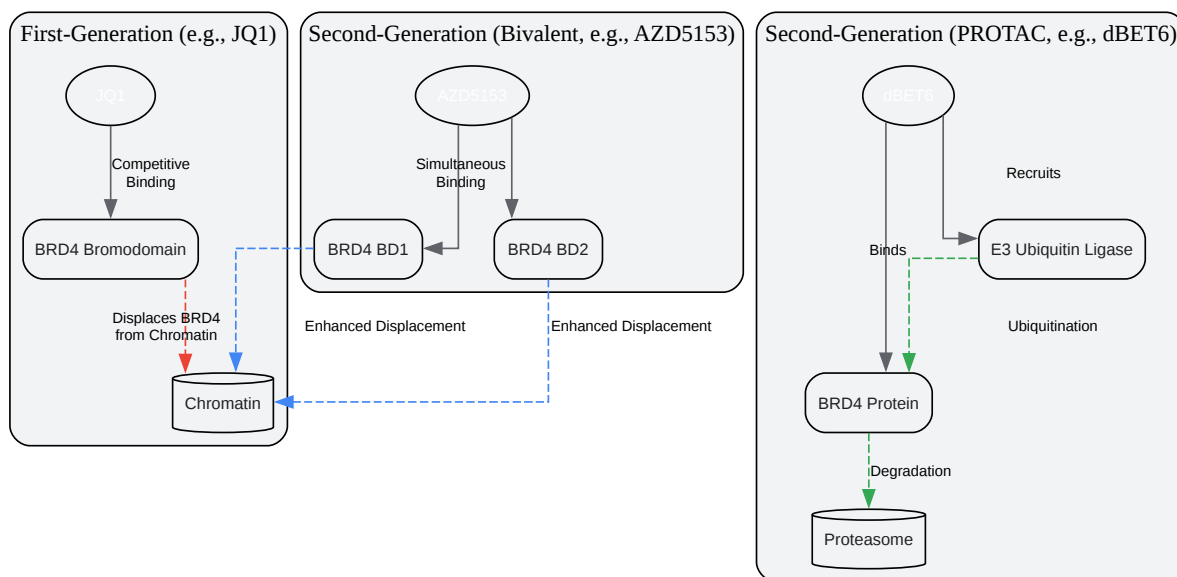 First-Generation (e.g., JQ1)
JQ1
Competitive
Binding
BRD4 Bromodomain
Displaces BRD4
from Chromatin
Chromatin
Second-Generation (Bivalent, e.g., AZD5153)
AZD5153
Simultaneous
Binding
BRD4 BD1
BRD4 BD2
Enhanced Displacement
Enhanced Displacement
Second-Generation (PROTAC, e.g., dBET6)
dBET6
Recruits
Binds
E3 Ubiquitin Ligase
Ubiquitination
BRD4 Protein
Degradation
Proteasome